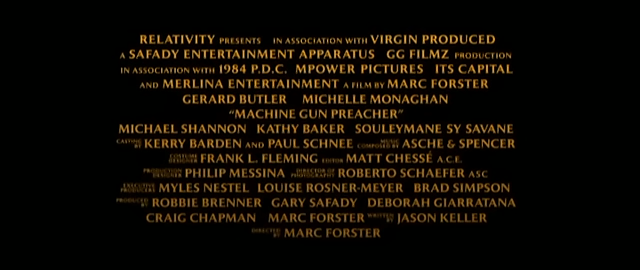 RELATIVITY PRESENTS IN ASSOCIATION WITH VIRGIN PRODUCED
A SAFADY ENTERTAINMENT APPARATUS GG FILMZ PRODUCTION
IN ASSOCIATION WITH 1984 P.D.C. MPOWER PICTURES ITS CAPITAL
AND MERLINA ENTERTAINMENT A FILM BY MARC FORSTER
GERARD BUTLER MICHELLE MONAGHAN
"MACHINE GUN PREACHER"
MICHAEL SHANNON KATHY BAKER SOULEYMANE SY SAVANE
CASTING BY KERRY BARDEN AND PAUL SCHNEE MUSIC COMPOSED BY ASCHE & SPENCER
COSTUME DESIGNER FRANK L. FLEMING EDITOR MATT CHESSÉ A.C.E.
PRODUCTION DESIGNER PHILIP MESSINA DIRECTOR OF PHOTOGRAPHY ROBERTO SCHAEFER ASC
EXECUTIVE PRODUCERS MYLES NESTEL LOUISE ROSNER-MEYER BRAD SIMPSON
PRODUCED BY ROBBIE BRENNER GARY SAFADY DEBORAH GIARRATANA
CRAIG CHAPMAN MARC FORSTER WRITTEN BY JASON KELLER
DIRECTED BY MARC FORSTER